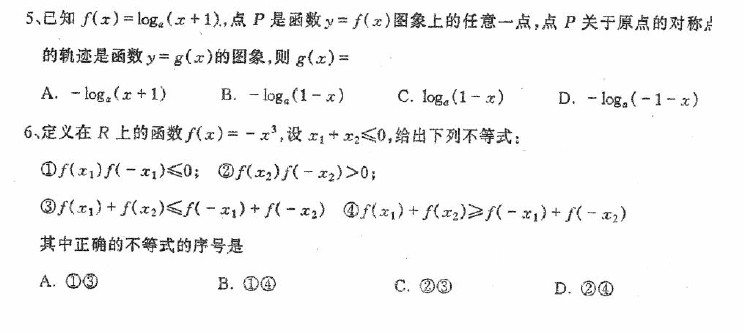 5、已知 f(x)=logₐ(x+1),点 P 是函数 y=f(x)图象上的任意一点,点 P 关于原点的对称点
的轨迹是函数 y=g(x)的图象,则 g(x)=
A. -logₐ(x+1) B. -logₐ(1-x) C. logₐ(1-x) D. -logₐ(-1-x)
6、定义在 R 上的函数 f(x)=-x³,设 x₁+x₂≤0,给出下列不等式:
①f(x₁)f(-x₁)≤0; ②f(x₂)f(-x₂)>0;
③f(x₁)+f(x₂)≤f(-x₁)+f(-x₂) ④f(x₁)+f(x₂)≥f(-x₁)+f(-x₂)
其中正确的不等式的序号是
A. ①③ B. ①④ C. ②③ D. ②④